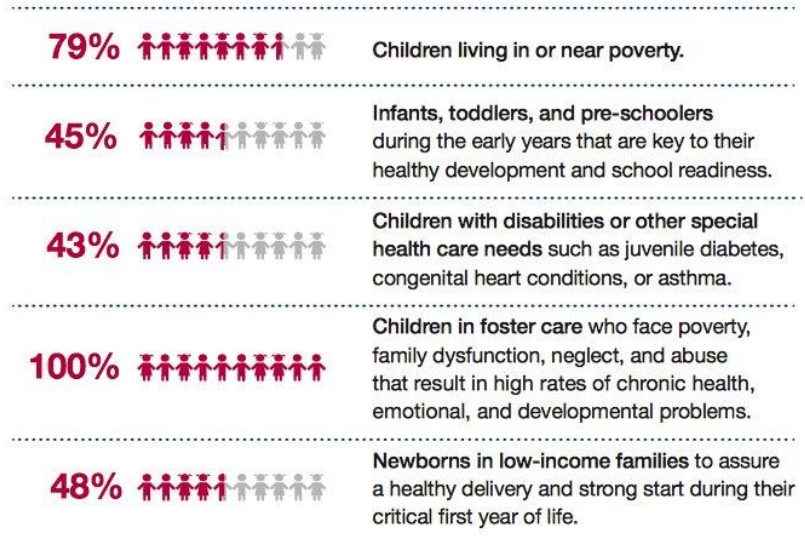 79%
Children living in or near poverty.
45%
Infants, toddlers, and pre-schoolers
during the early years that are key to their
healthy development and school readiness.
43%
Children with disabilities or other special
health care needs such as juvenile diabetes,
congenital heart conditions, or asthma.
100%
Children in foster care who face poverty,
family dysfunction, neglect, and abuse
that result in high rates of chronic health,
emotional, and developmental problems.
48%
Newborns in low-income families to assure
a healthy delivery and strong start during their
critical first year of life.